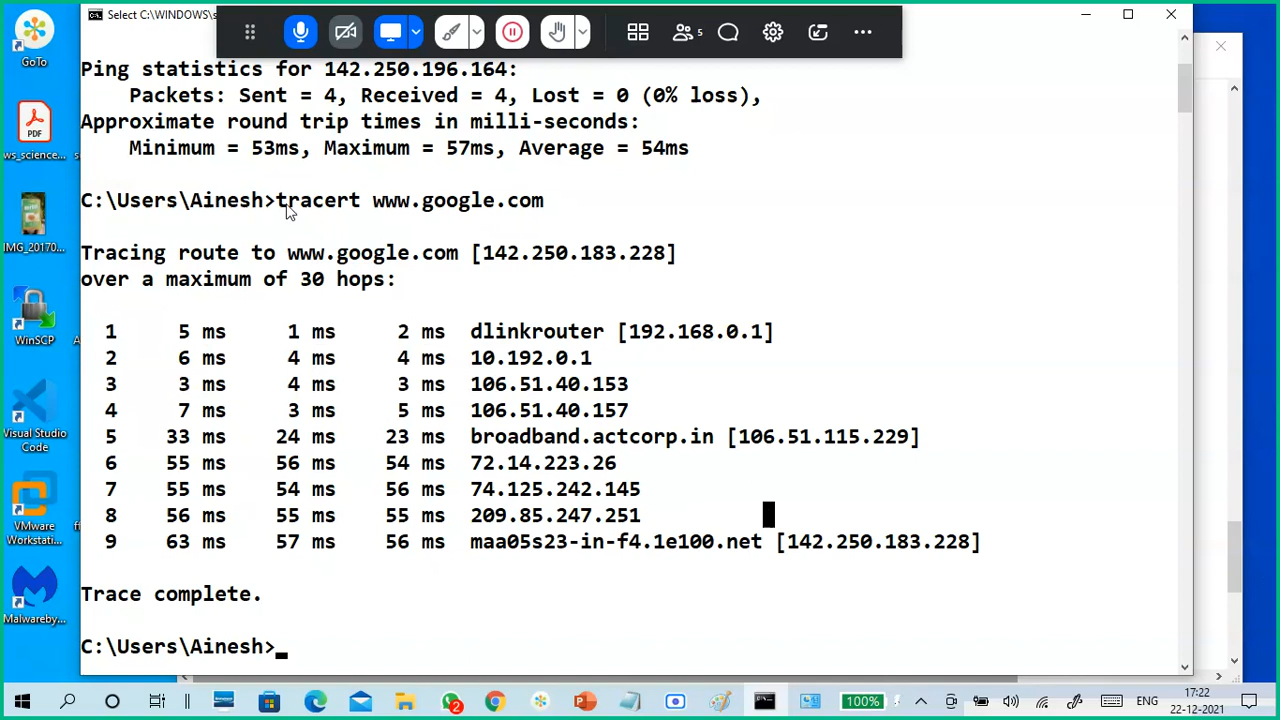 GoTo
PDF
ws_science...
IMG_20170...
WinSCP
Visual Studio
Code
VMware
Workstati...
Malwareby...
Select C:\WINDOWS\s
5
Ping statistics for 142.250.196.164:
Packets: Sent = 4, Received = 4, Lost = 0 (0% loss),
Approximate round trip times in milli-seconds:
Minimum = 53ms, Maximum = 57ms, Average = 54ms
C:\Users\Ainesh>tracert www.google.com
Tracing route to www.google.com [142.250.183.228]
over a maximum of 30 hops:
1 5 ms 1 ms 2 ms dlinkrouter [192.168.0.1]
2 6 ms 4 ms 4 ms 10.192.0.1
3 3 ms 4 ms 3 ms 106.51.40.153
4 7 ms 3 ms 5 ms 106.51.40.157
5 33 ms 24 ms 23 ms broadband.actcorp.in [106.51.115.229]
6 55 ms 56 ms 54 ms 72.14.223.26
7 55 ms 54 ms 56 ms 74.125.242.145
8 56 ms 55 ms 55 ms 209.85.247.251
9 63 ms 57 ms 56 ms maa05s23-in-f4.1e100.net [142.250.183.228]
Trace complete.
C:\Users\Ainesh>
2
100%
ENG
17:22
22-12-2021